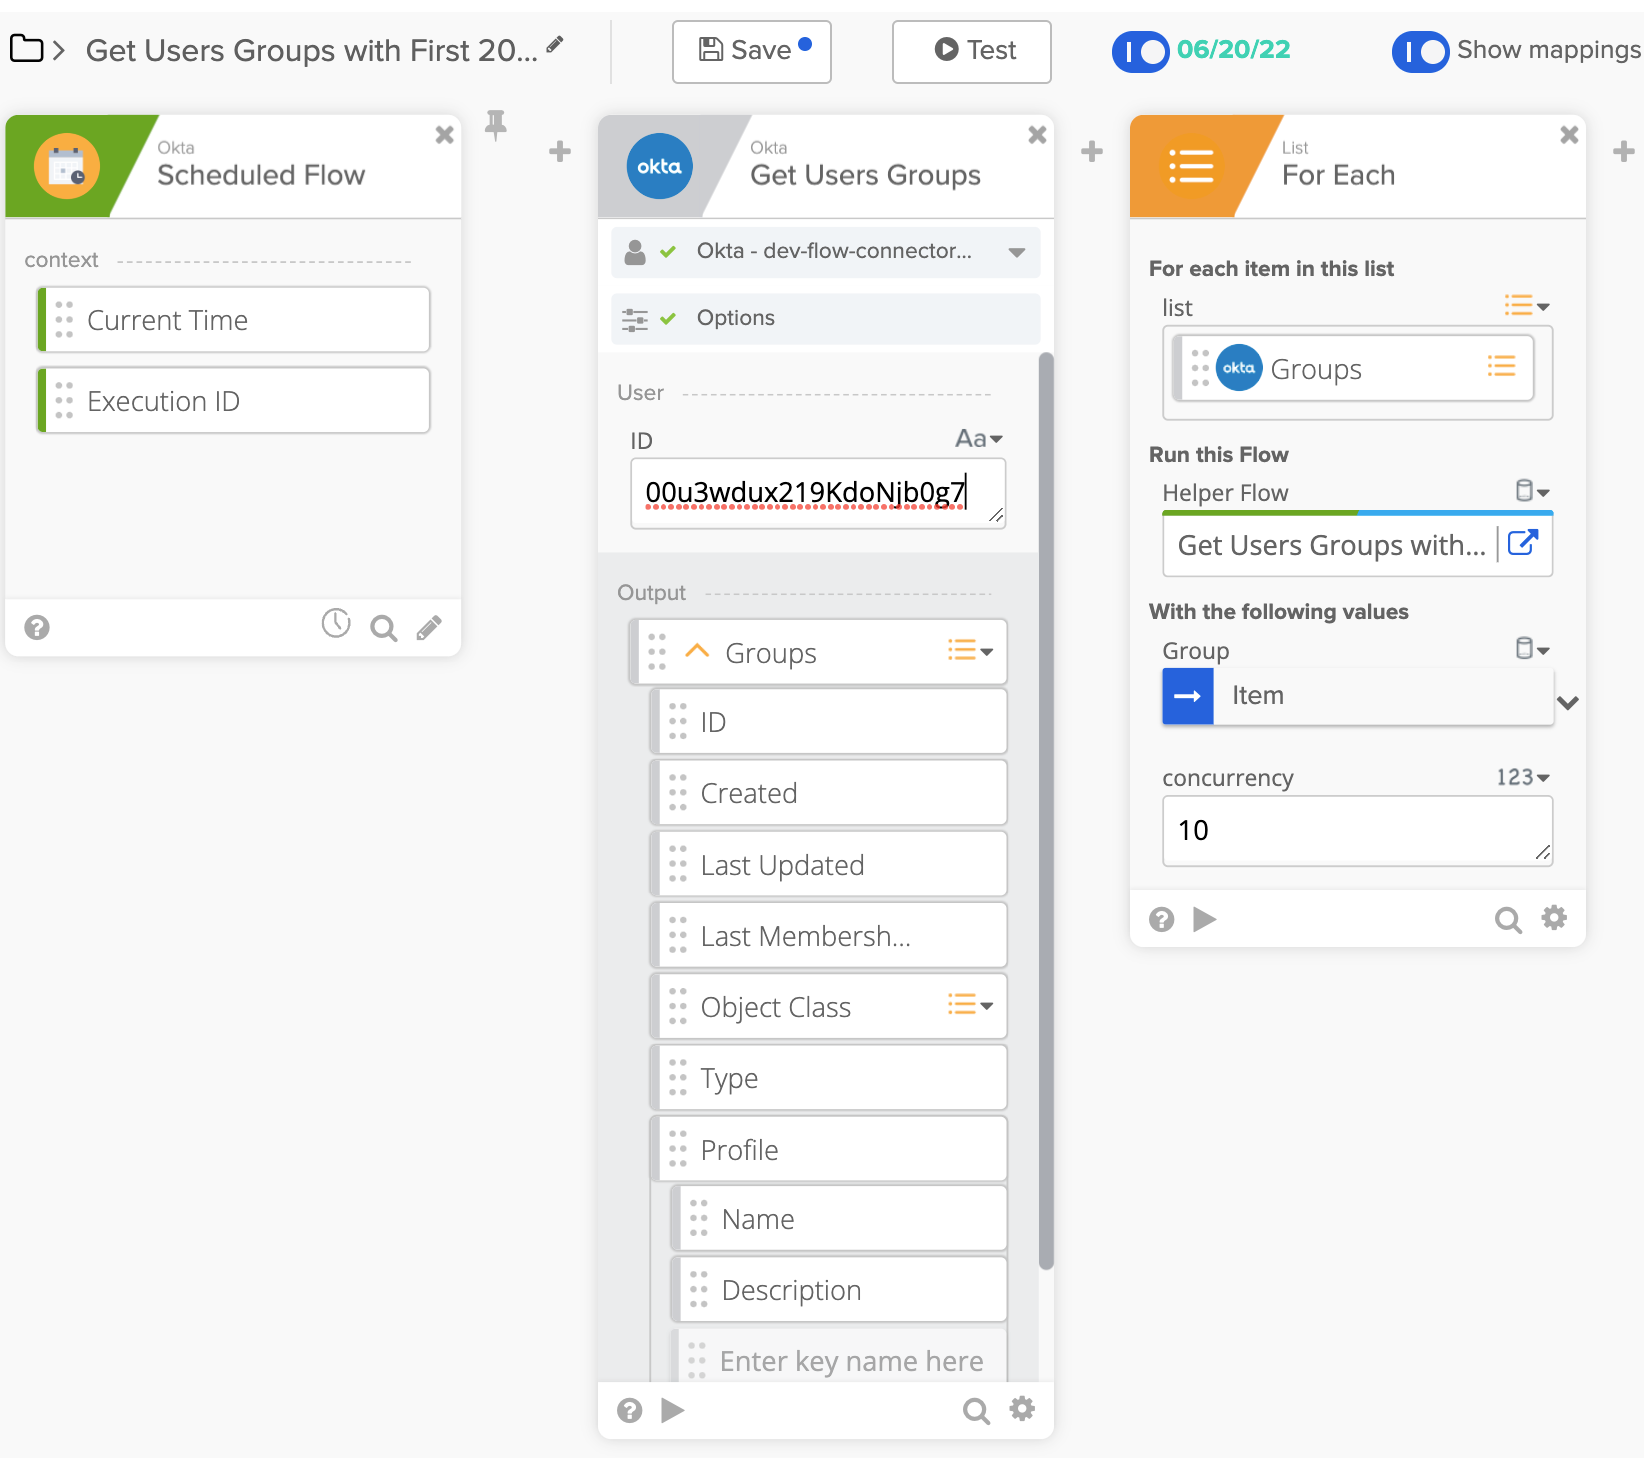 Get Users Groups with First 20...
Save
Test
06/20/22
Show mappings
Okta
Scheduled Flow
context
Current Time
Execution ID
okta
Okta
Get Users Groups
Okta - dev-flow-connector...
Options
User
ID
Aa
00u3wdux219KdoNjb0g7
Output
Groups
ID
Created
Last Updated
Last Membersh...
Object Class
Type
Profile
Name
Description
Enter key name here
List
For Each
For each item in this list
list
okta
Groups
Run this Flow
Helper Flow
Get Users Groups with...
With the following values
Group
Item
concurrency
123
10